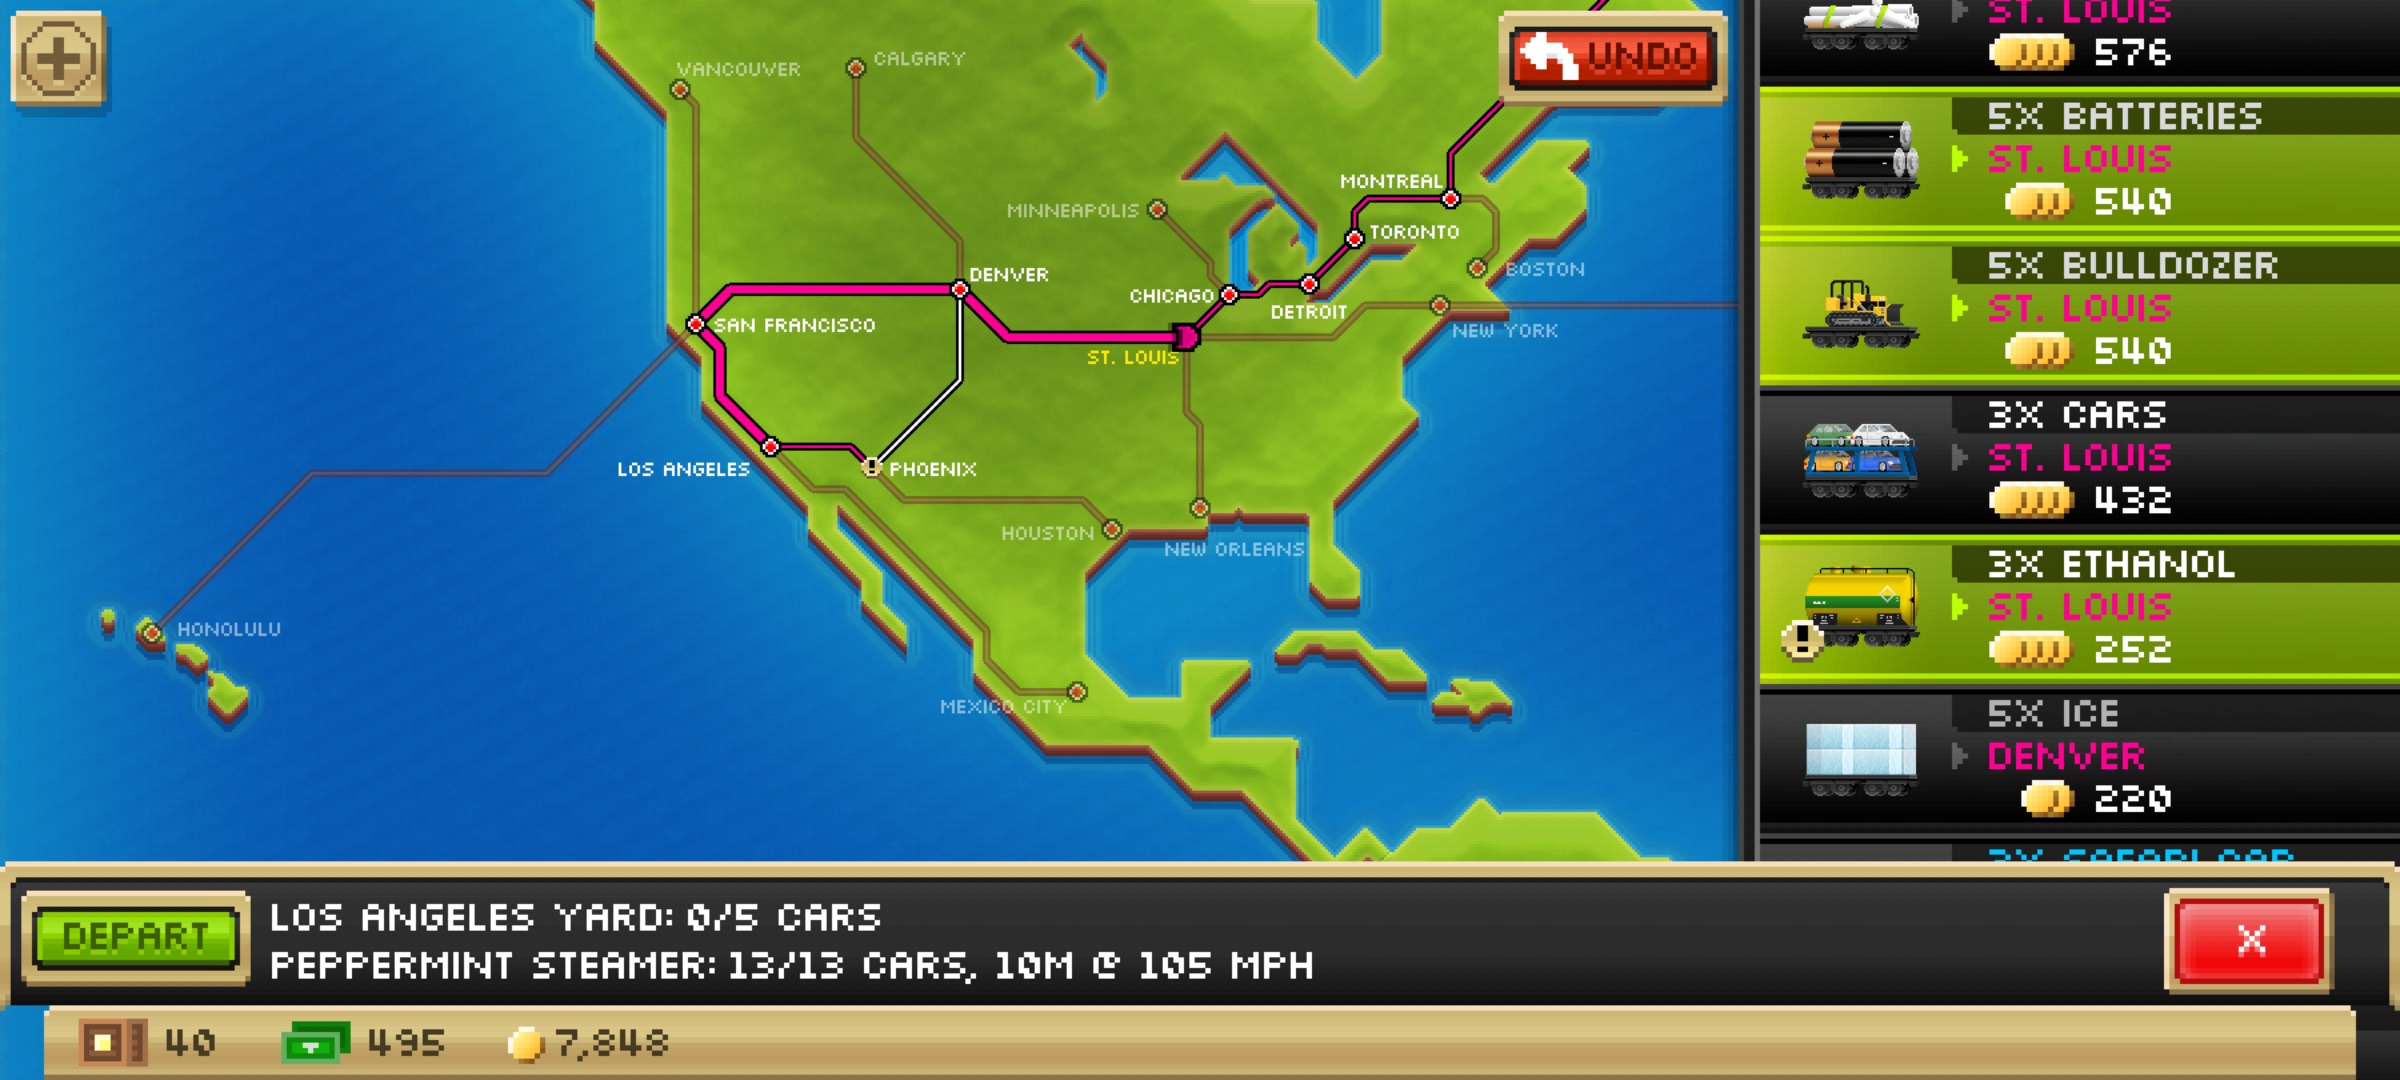 VANCOUVER
CALGARY
UNDO
MINNEAPOLIS
MONTREAL
TORONTO
BOSTON
DENVER
CHICAGO
DETROIT
NEW YORK
SAN FRANCISCO
ST. LOUIS
LOS ANGELES
PHOENIX
HOUSTON
NEW ORLEANS
HONOLULU
MEXICO CITY
ST. LOUIS
576
5X BATTERIES
ST. LOUIS
540
5X BULLDOZER
ST. LOUIS
540
3X CARS
ST. LOUIS
432
3X ETHANOL
ST. LOUIS
252
5X ICE
DENVER
220
DEPART
LOS ANGELES YARD: 0/5 CARS
PEPPERMINT STEAMER: 13/13 CARS, 10M @ 105 MPH
X
40
495
7,848